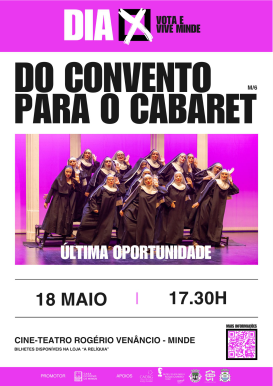 DIA X VOTA E
VIVE MINDE
DO CONVENTO
M/6
PARA O CABARET
ÚLTIMA OPORTUNIDADE
18 MAIO | 17.30H
MAIS INFORMAÇÕES
CINE-TEATRO ROGÉRIO VENÂNCIO - MINDE
BILHETES DISPONÍVEIS NA LOJA "A RELÍQUIA"
PROMOTOR
APOIOS